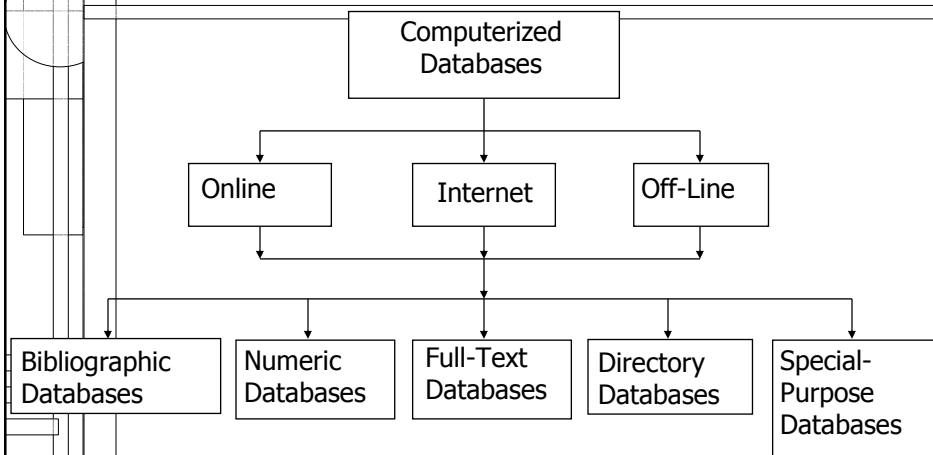 Computerized
Databases
Online
Internet
Off-Line
Bibliographic
Databases
Numeric
Databases
Full-Text
Databases
Directory
Databases
Special-
Purpose
Databases